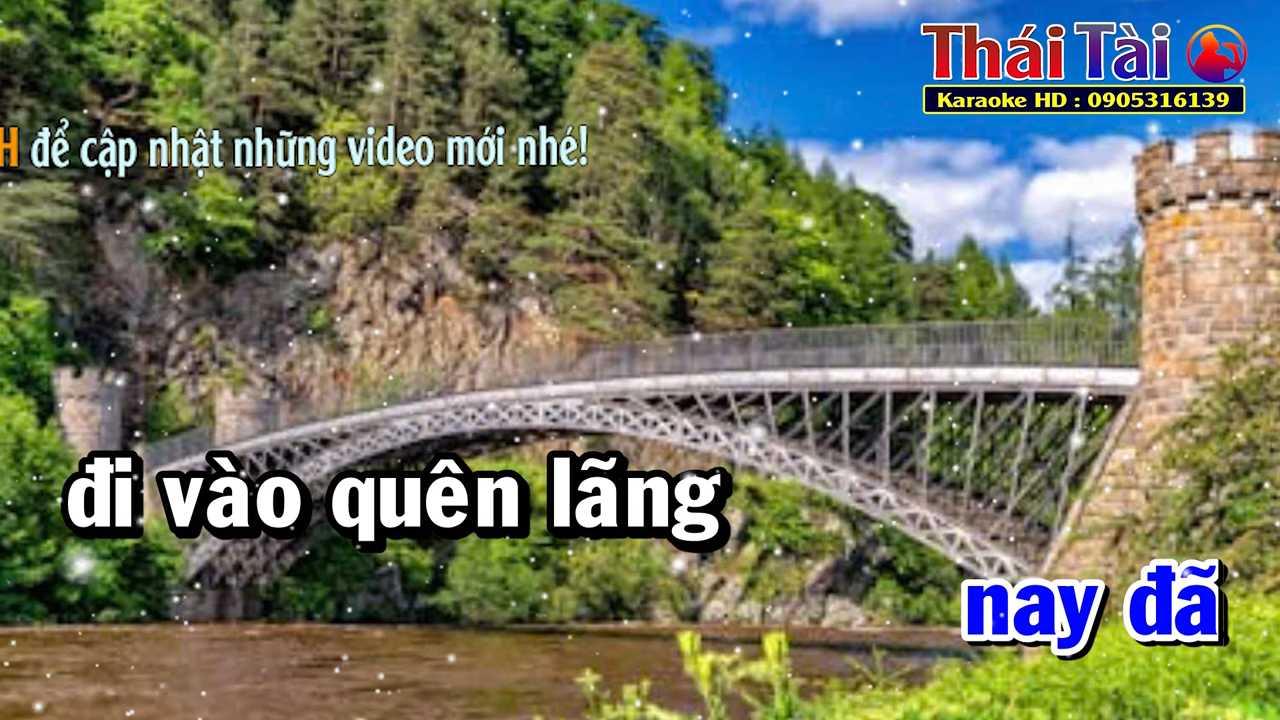 Thái Tài
Karaoke HD : 0905316139
H để cập nhật những video mới nhé!
đi vào quên lãng
nay đã